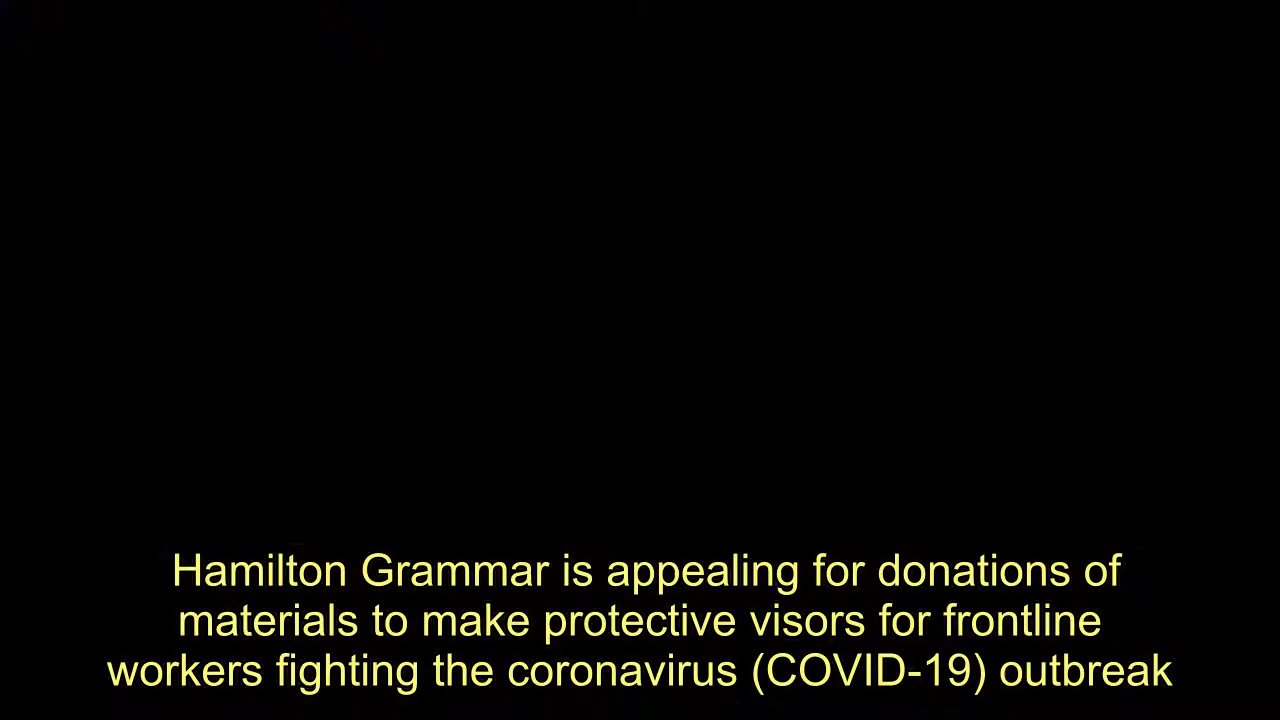 Hamilton Grammar is appealing for donations of
materials to make protective visors for frontline
workers fighting the coronavirus (COVID-19) outbreak